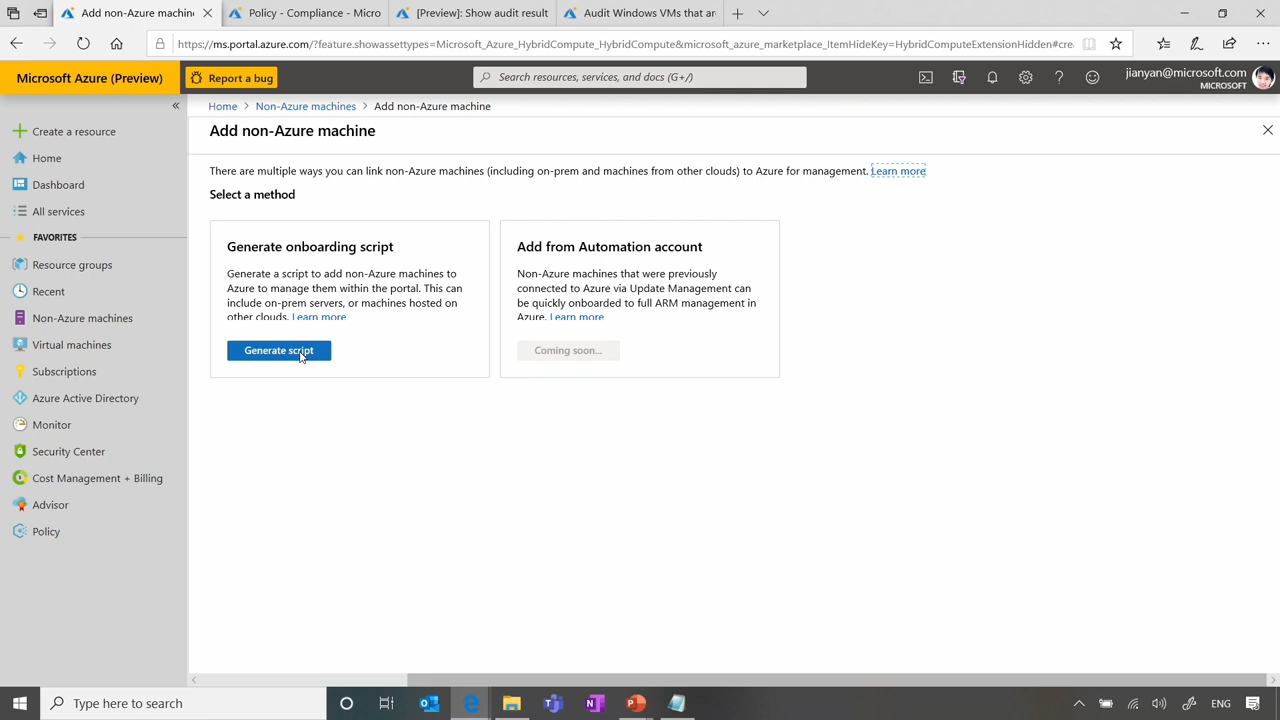 Add non-Azure machin
Policy - Compliance - Micro
[Preview]: Show audit result
Audit Windows VMs that ar
https://ms.portal.azure.com/?feature.showassettypes=Microsoft_Azure_HybridCompute_HybridCompute&microsoft_azure_marketplace_ItemHideKey=HybridComputeExtensionHidden#cre
Microsoft Azure (Preview)
Report a bug
Search resources, services, and docs (G+/)
jianyan@microsoft.com
MICROSOFT
Home > Non-Azure machines > Add non-Azure machine
Add non-Azure machine
There are multiple ways you can link non-Azure machines (including on-prem and machines from other clouds) to Azure for management. Learn more
Select a method
Generate onboarding script
Generate a script to add non-Azure machines to
Azure to manage them within the portal. This can
include on-prem servers, or machines hosted on
other clouds. Learn more
Generate script
Add from Automation account
Non-Azure machines that were previously
connected to Azure via Update Management can
be quickly onboarded to full ARM management in
Azure. Learn more
Coming soon...
Create a resource
Home
Dashboard
All services
FAVORITES
Resource groups
Recent
Non-Azure machines
Virtual machines
Subscriptions
Azure Active Directory
Monitor
Security Center
Cost Management + Billing
Advisor
Policy
Type here to search
ENG